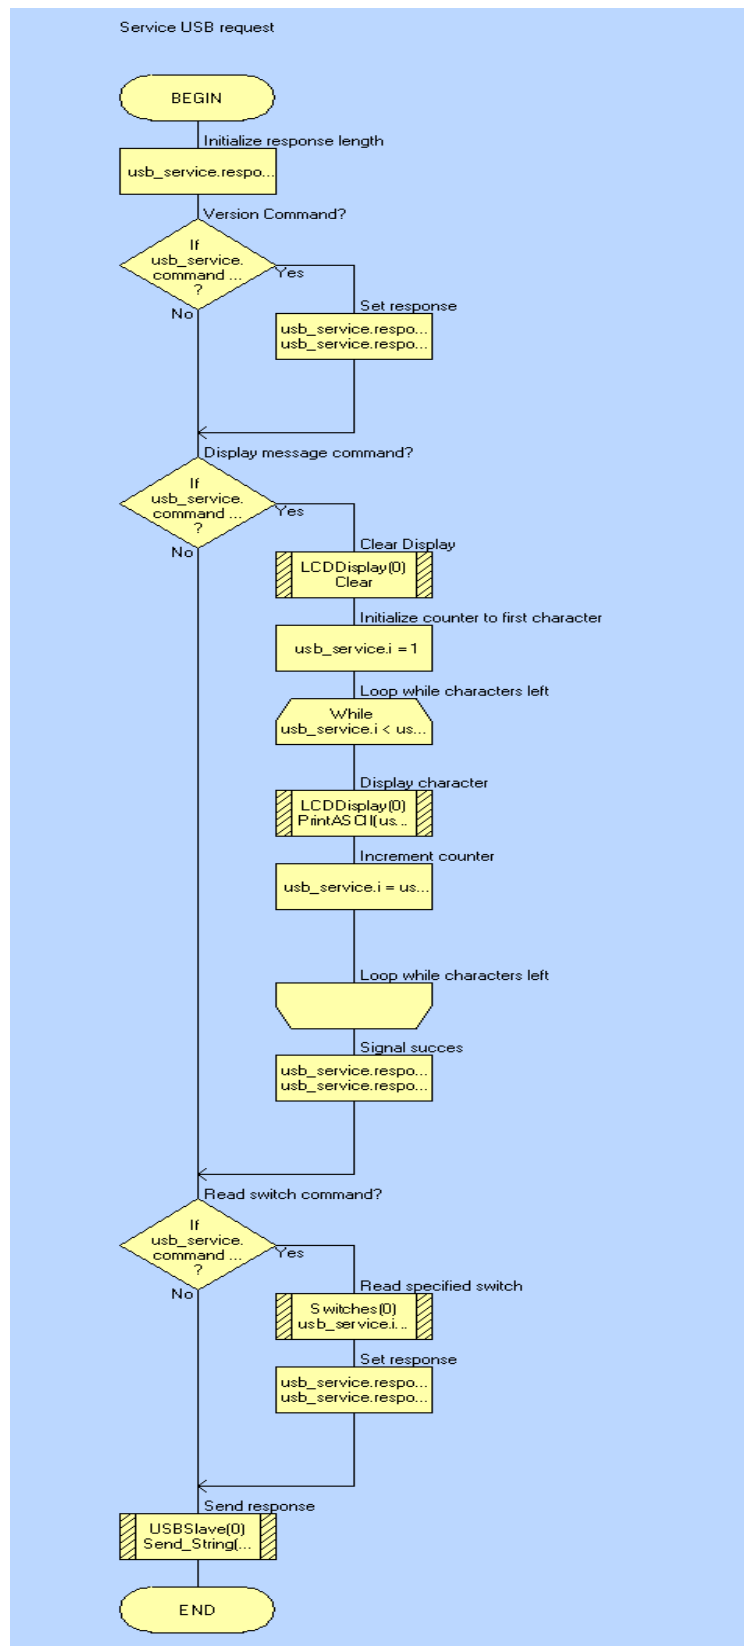 Service USB request
BEGIN
Initialize response length
usb_service.respo...
Version Command?
If
usb_service.
command ...
?
Yes
No
Set response
usb_service.respo...
usb_service.respo...
Display message command?
If
usb_service.
command ...
?
Yes
No
Clear Display
LCDDisplay(0)
Clear
Initialize counter to first character
usb_service.i = 1
Loop while characters left
While
usb_service.i < us...
Display character
LCDDisplay(0)
PrintASCII(us...
Increment counter
usb_service.i = us...
Loop while characters left
Signal succes
usb_service.respo...
usb_service.respo...
Read switch command?
If
usb_service.
command ...
?
Yes
No
Read specified switch
Switches(0)
usb_service.i...
Set response
usb_service.respo...
usb_service.respo...
Send response
USBSlave(0)
Send_String(...
END